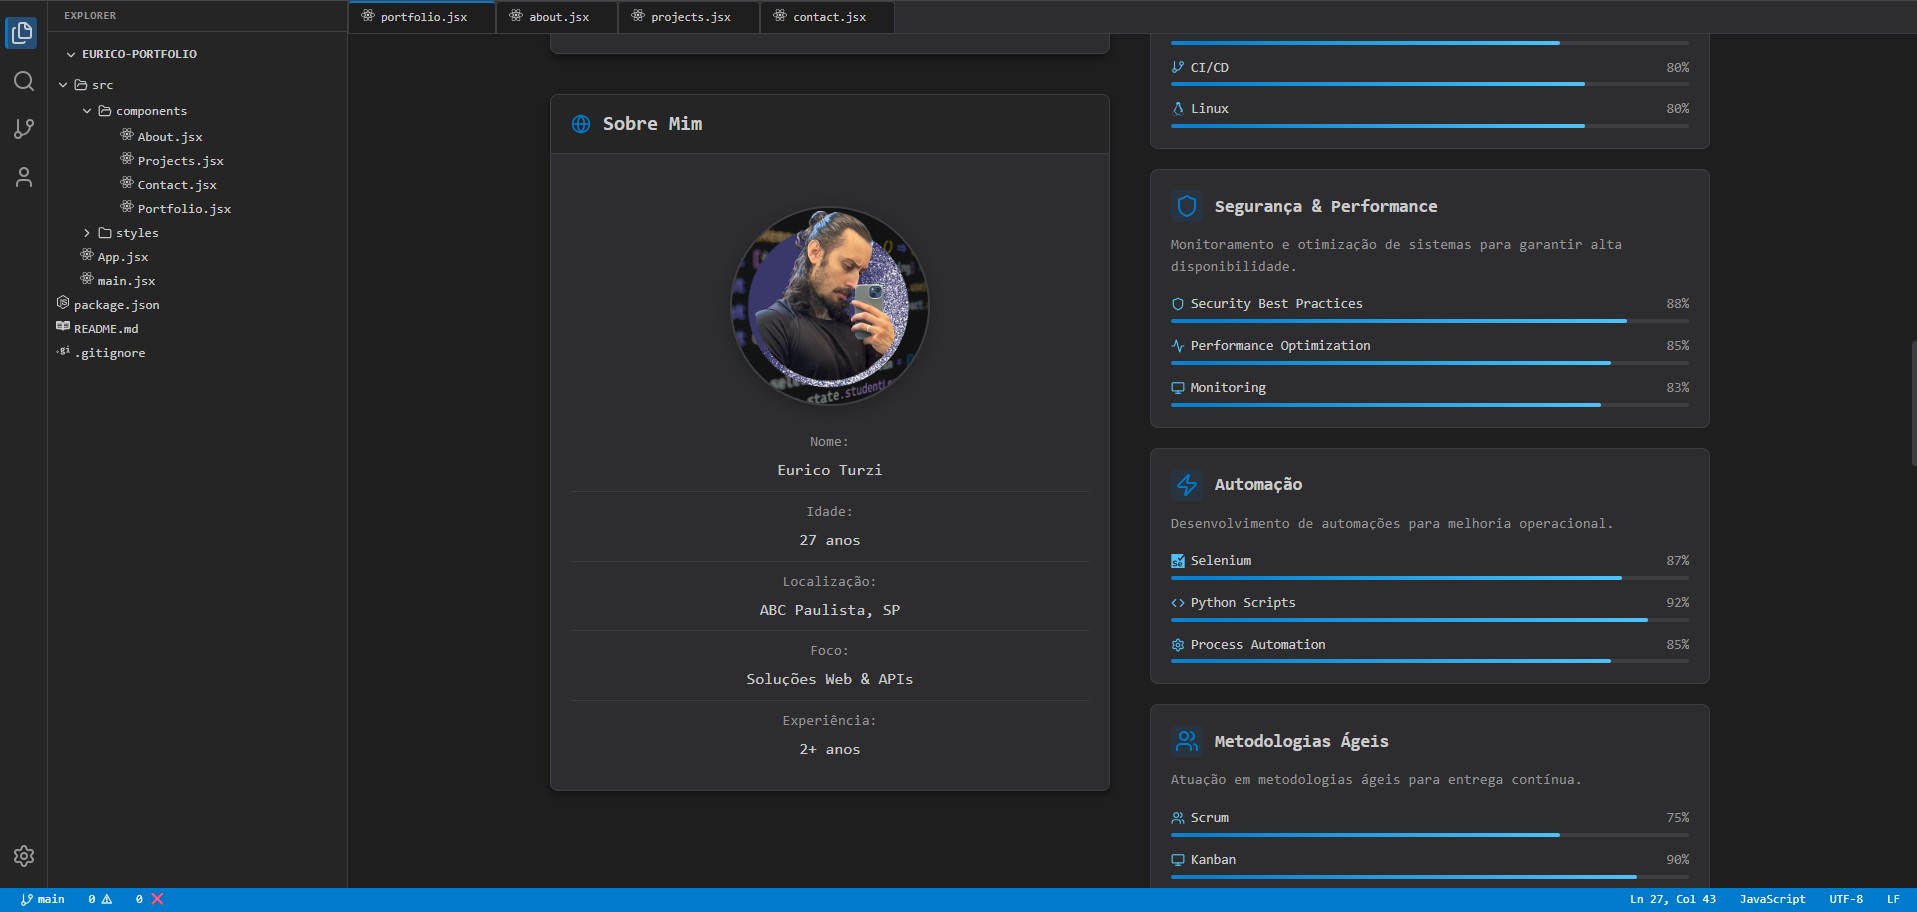 EXPLORER
EURICO-PORTFOLIO
src
components
About.jsx
Projects.jsx
Contact.jsx
Portfolio.jsx
styles
App.jsx
main.jsx
package.json
README.md
.gitignore
portfolio.jsx
about.jsx
projects.jsx
contact.jsx
Sobre Mim
state.studentL
Nome:
Eurico Turzi
Idade:
27 anos
Localização:
ABC Paulista, SP
Foco:
Soluções Web & APIs
Experiência:
2+ anos
CI/CD 80%
Linux 80%
Segurança & Performance
Monitoramento e otimização de sistemas para garantir alta
disponibilidade.
Security Best Practices 88%
Performance Optimization 85%
Monitoring 83%
Automação
Desenvolvimento de automações para melhoria operacional.
Selenium 87%
Python Scripts 92%
Process Automation 85%
Metodologias Ágeis
Atuação em metodologias ágeis para entrega contínua.
Scrum 75%
Kanban 90%
main 0 0 Ln 27, Col 43 JavaScript UTF-8 LF